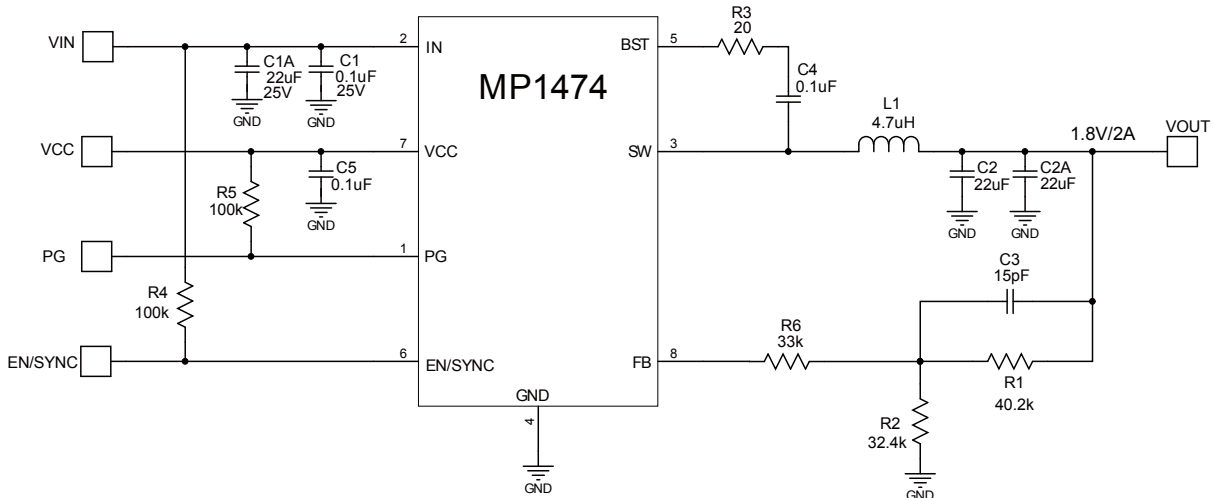 VIN
2
IN
C1A
22uF
25V
GND
C1
0.1uF
25V
GND
VCC
7
VCC
C5
0.1uF
GND
R5
100k
PG
1
PG
R4
100k
EN/SYNC
6
EN/SYNC
MP1474
GND
4
GND
BST
5
R3
20
C4
0.1uF
SW
3
L1
4.7uH
1.8V/2A
VOUT
C2
22uF
GND
C2A
22uF
GND
C3
15pF
FB
8
R6
33k
R1
40.2k
R2
32.4k
GND